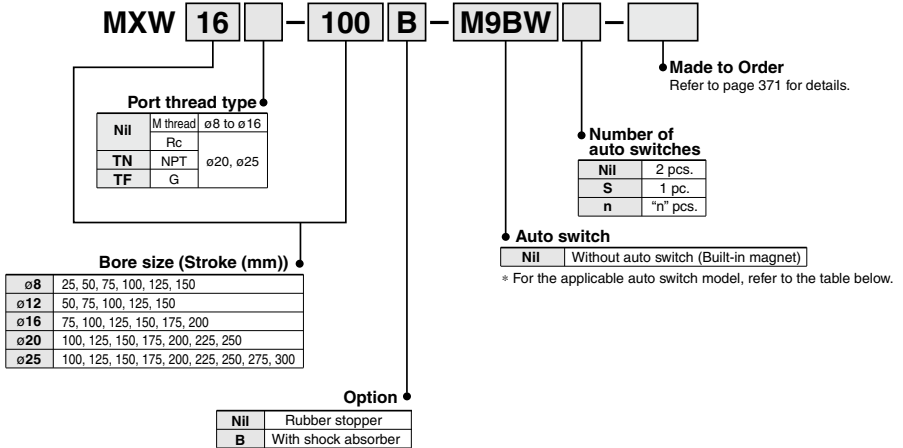 MXW 16 – 100 B – M9BW –
Made to Order
Refer to page 371 for details.
Port thread type
Nil M thread ø8 to ø16
Rc ø20, ø25
TN NPT
TF G
Number of
auto switches
Nil 2 pcs.
S 1 pc.
n “n” pcs.
Auto switch
Nil Without auto switch (Built-in magnet)
∗ For the applicable auto switch model, refer to the table below.
Bore size (Stroke (mm))
ø8 25, 50, 75, 100, 125, 150
ø12 50, 75, 100, 125, 150
ø16 75, 100, 125, 150, 175, 200
ø20 100, 125, 150, 175, 200, 225, 250
ø25 100, 125, 150, 175, 200, 225, 250, 275, 300
Option
Nil Rubber stopper
B With shock absorber